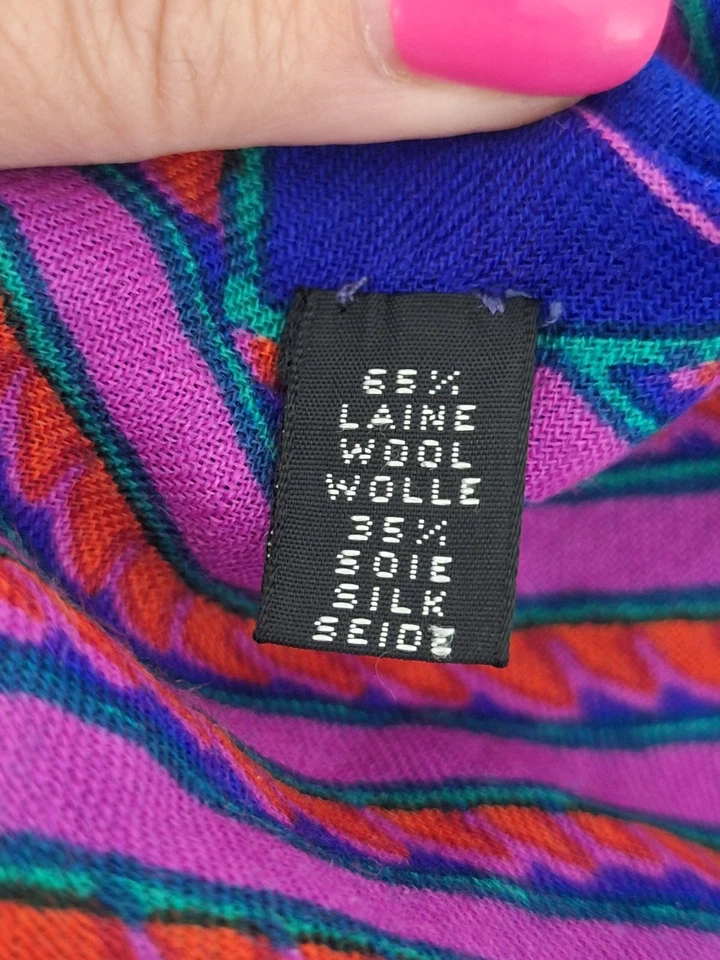 65%
LAINE
WOOL
WOLLE
35%
SOIE
SILK
SEIDE